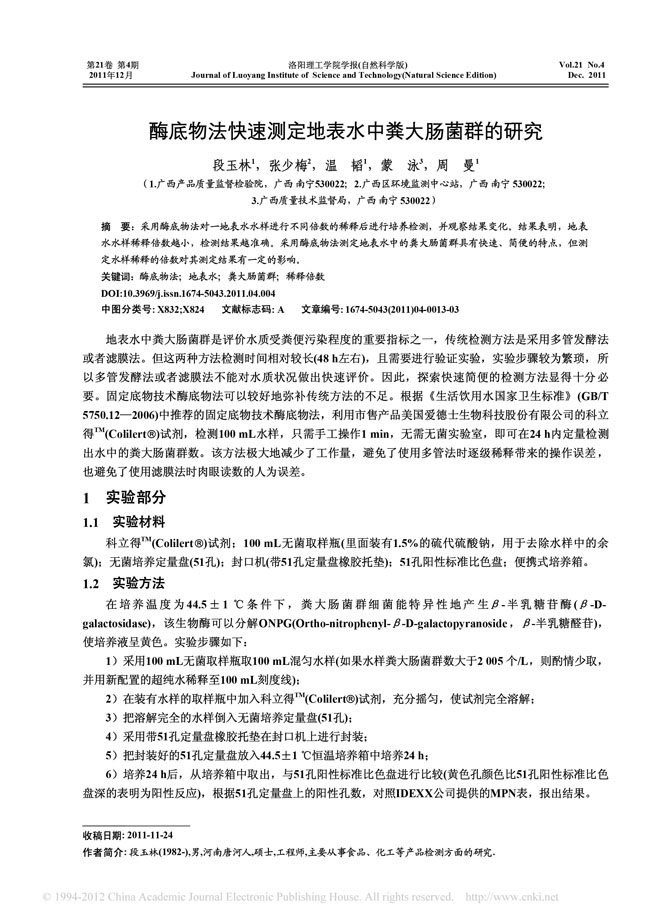 第21卷 第4期 洛阳理工学院学报(自然科学版) Vol.21 No.4
2011年12月 Journal of Luoyang Institute of Science and Technology(Natural Science Edition) Dec. 2011
酶底物法快速测定地表水中粪大肠菌群的研究
段玉林1，张少梅2，温 韬1，蒙 泳3，周 曼1
（1.广西产品质量监督检验院，广西 南宁530022；2.广西区环境监测中心站，广西 南宁 530022；
3.广西质量技术监督局，广西 南宁 530022）
摘 要：采用酶底物法对一地表水水样进行不同倍数的稀释后进行培养检测，并观察结果变化。结果表明，地表
水水样稀释倍数越小，检测结果越准确。采用酶底物法测定地表水中的粪大肠菌群具有快速、简便的特点，但测
定水样稀释的倍数对其测定结果有一定的影响。
关键词：酶底物法；地表水；粪大肠菌群；稀释倍数
DOI:10.3969/j.issn.1674-5043.2011.04.004
中图分类号: X832;X824 文献标志码: A 文章编号: 1674-5043(2011)04-0013-03
地表水中粪大肠菌群是评价水质受粪便污染程度的重要指标之一，传统检测方法是采用多管发酵法
或者滤膜法。但这两种方法检测时间相对较长(48 h左右)，且需要进行验证实验，实验步骤较为繁琐，所
以多管发酵法或者滤膜法不能对水质状况做出快速评价。因此，探索快速简便的检测方法显得十分必
要。固定底物技术酶底物法可以较好地弥补传统方法的不足。根据《生活饮用水国家卫生标准》(GB/T
5750.12—2006)中推荐的固定底物技术酶底物法，利用市售产品美国爱德士生物科技股份有限公司的科立
得TM(Colilert®)试剂，检测100 mL水样，只需手工操作1 min，无需无菌实验室，即可在24 h内定量检测
出水中的粪大肠菌群数。该方法极大地减少了工作量，避免了使用多管法时逐级稀释带来的操作误差，
也避免了使用滤膜法时肉眼读数的人为误差。
1 实验部分
1.1 实验材料
科立得TM(Colilert®)试剂；100 mL无菌取样瓶(里面装有1.5%的硫代硫酸钠，用于去除水样中的余
氯)；无菌培养定量盘(51孔)；封口机(带51孔定量盘橡胶托垫)；51孔阳性标准比色盘；便携式培养箱。
1.2 实验方法
在培养温度为44.5±1 ℃条件下，粪大肠菌群细菌能特异性地产生β-半乳糖苷酶(β-D-
galactosidase)，该生物酶可以分解ONPG(Ortho-nitrophenyl-β-D-galactopyranoside，β-半乳糖醛苷)，
使培养液呈黄色。实验步骤如下：
1）采用100 mL无菌取样瓶取100 mL混匀水样(如果水样粪大肠菌群数大于2 005 个/L，则酌情少取，
并用新配置的超纯水稀释至100 mL刻度线)；
2）在装有水样的取样瓶中加入科立得TM(Colilert®)试剂，充分摇匀，使试剂完全溶解；
3）把溶解完全的水样倒入无菌培养定量盘(51孔)；
4）采用带51孔定量盘橡胶托垫在封口机上进行封装；
5）把封装好的51孔定量盘放入44.5±1 ℃恒温培养箱中培养24 h；
6）培养24 h后，从培养箱中取出，与51孔阳性标准比色盘进行比较(黄色孔颜色比51孔阳性标准比色
盘深的表明为阳性反应)，根据51孔定量盘上的阳性孔数，对照IDEXX公司提供的MPN表，报出结果。
收稿日期: 2011-11-24
作者简介: 段玉林(1982-),男,河南唐河人,硕士,工程师,主要从事食品、化工等产品检测方面的研究.
© 1994-2012 China Academic Journal Electronic Publishing House. All rights reserved. http://www.cnki.net